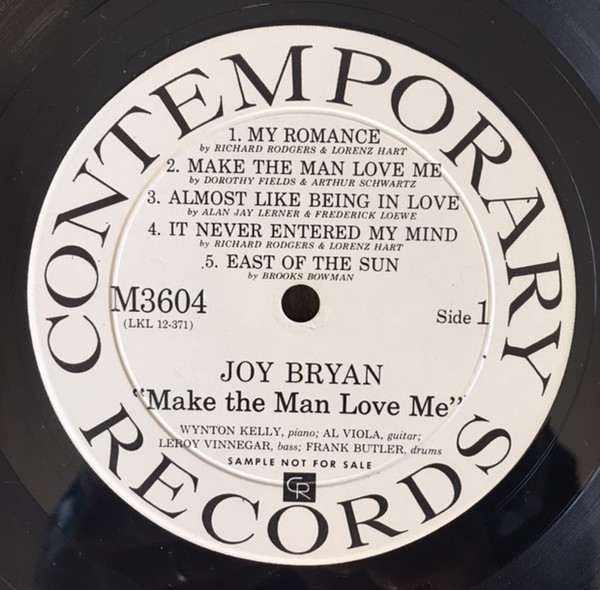 CONTEMPORARY
1. MY ROMANCE
by RICHARD RODGERS & LORENZ HART
2. MAKE THE MAN LOVE ME
by DOROTHY FIELDS & ARTHUR SCHWARTZ
3. ALMOST LIKE BEING IN LOVE
by ALAN JAY LERNER & FREDERICK LOEWE
4. IT NEVER ENTERED MY MIND
by RICHARD RODGERS & LORENZ HART
5. EAST OF THE SUN
by BROOKS BOWMAN
M3604
(LKL 12-371)
Side 1
JOY BRYAN
"Make the Man Love Me"
WYNTON KELLY, piano; AL VIOLA, guitar;
LEROY VINNEGAR, bass; FRANK BUTLER, drums
SAMPLE NOT FOR SALE
CR
RECORDS